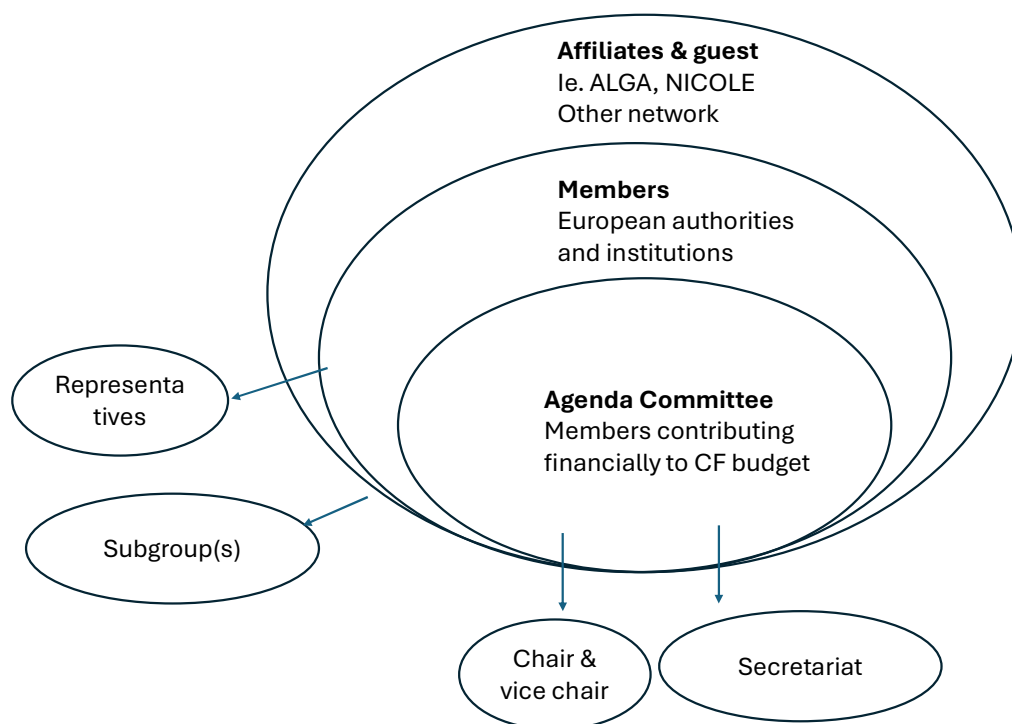 Affiliates & guest
Ie. ALGA, NICOLE
Other network
Members
European authorities
and institutions
Agenda Committee
Members contributing
financially to CF budget
Representa
tives
Subgroup(s)
Chair &
vice chair
Secretariat